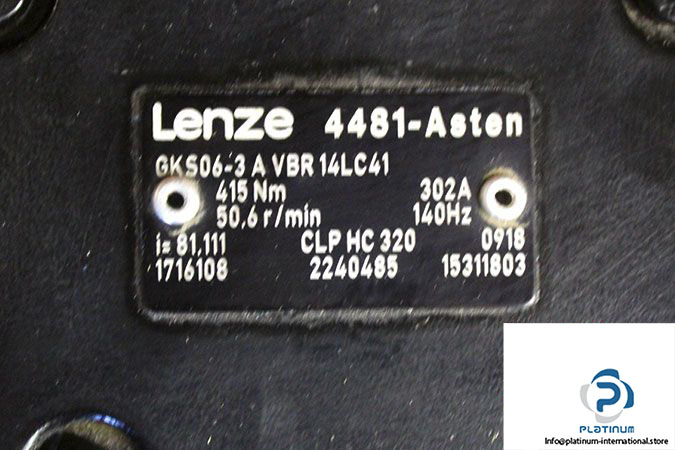 Lenze 4481-Asten
GKS06-3 A VBR 14LC41
415 Nm 302A
50,6 r/min 140Hz
i= 81,111 CLP HC 320 0918
1716108 2240485 15311803
PLATINUM
Info@platinum-international.store